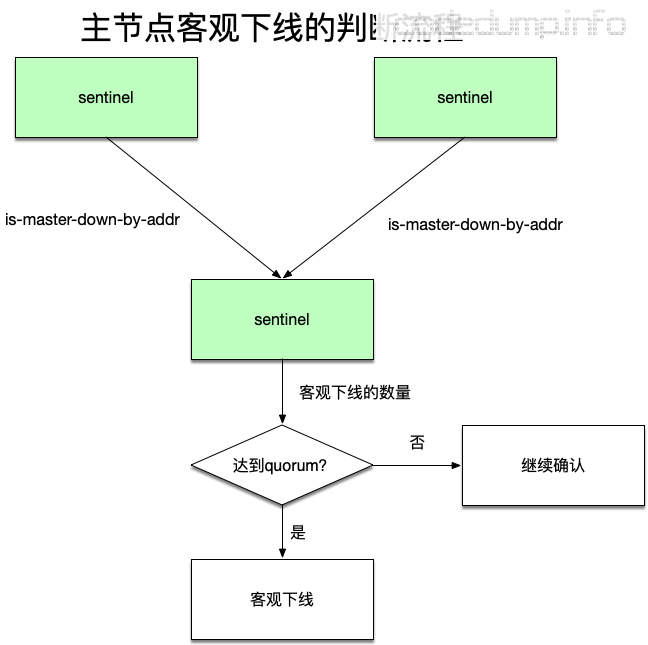 主节点客观下线的判断流程
codedumpinfo
sentinel
sentinel
is-master-down-by-addr
is-master-down-by-addr
sentinel
客观下线的数量
达到quorum?
否
继续确认
是
客观下线